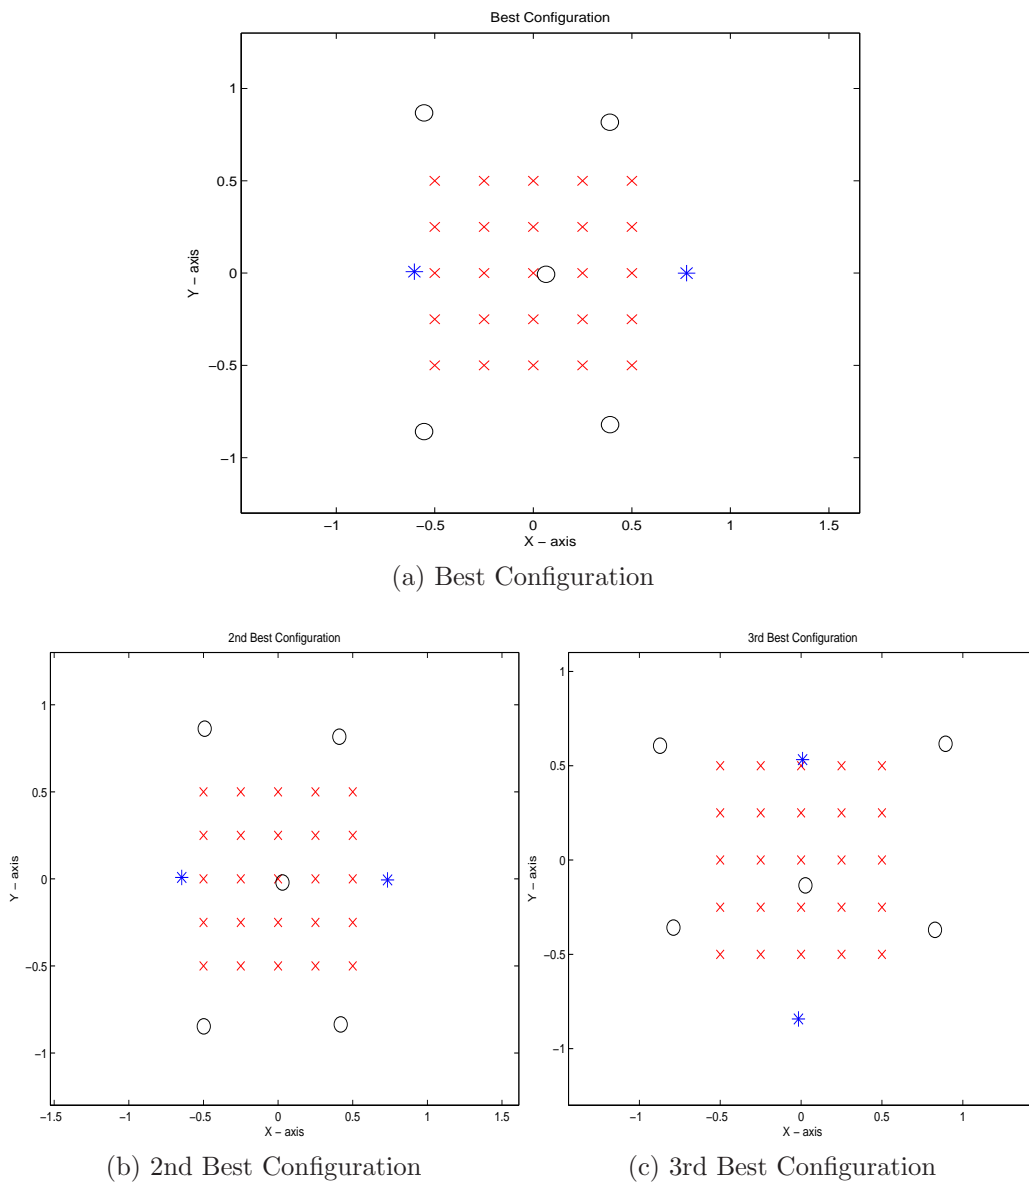 Best Configuration
1
0.5
0
−0.5
−1
Y − axis
−1 −0.5 0 0.5 1 1.5
X − axis
(a) Best Configuration
2nd Best Configuration
1
0.5
0
−0.5
−1
Y − axis
−1.5 −1 −0.5 0 0.5 1 1.5
X − axis
(b) 2nd Best Configuration
3rd Best Configuration
1
0.5
0
−0.5
−1
Y − axis
−1 −0.5 0 0.5 1
X − axis
(c) 3rd Best Configuration